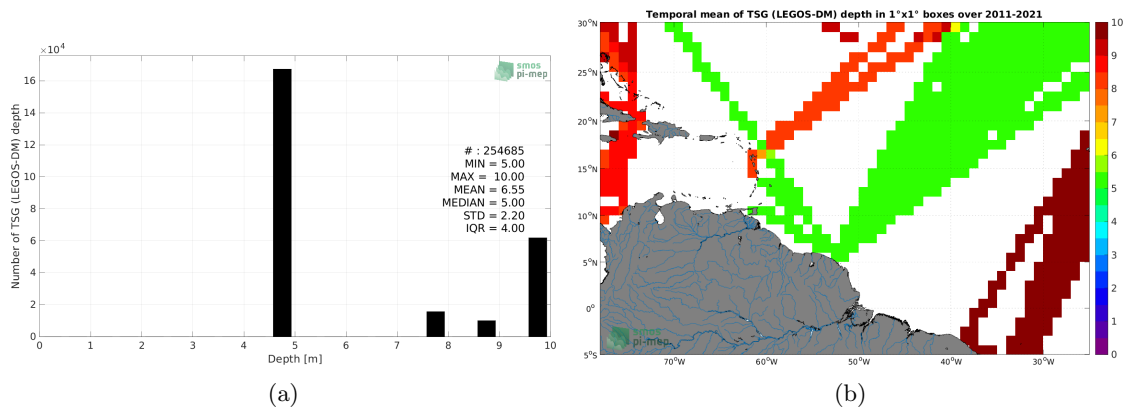 ×10⁴
16
14
12
10
8
6
4
2
0
Number of TSG (LEGOS-DM) depth
smos
pi-mep
# : 254685
MIN = 5.00
MAX = 10.00
MEAN = 6.55
MEDIAN = 5.00
STD = 2.20
IQR = 4.00
0 1 2 3 4 5 6 7 8 9 10
Depth [m]
(a)
Temporal mean of TSG (LEGOS-DM) depth in 1°x1° boxes over 2011-2021
30°N
25°N
20°N
15°N
10°N
5°N
0°
5°S
70°W 60°W 50°W 40°W 30°W
smos
pi-mep
10
9
8
7
6
5
4
3
2
1
0
(b)